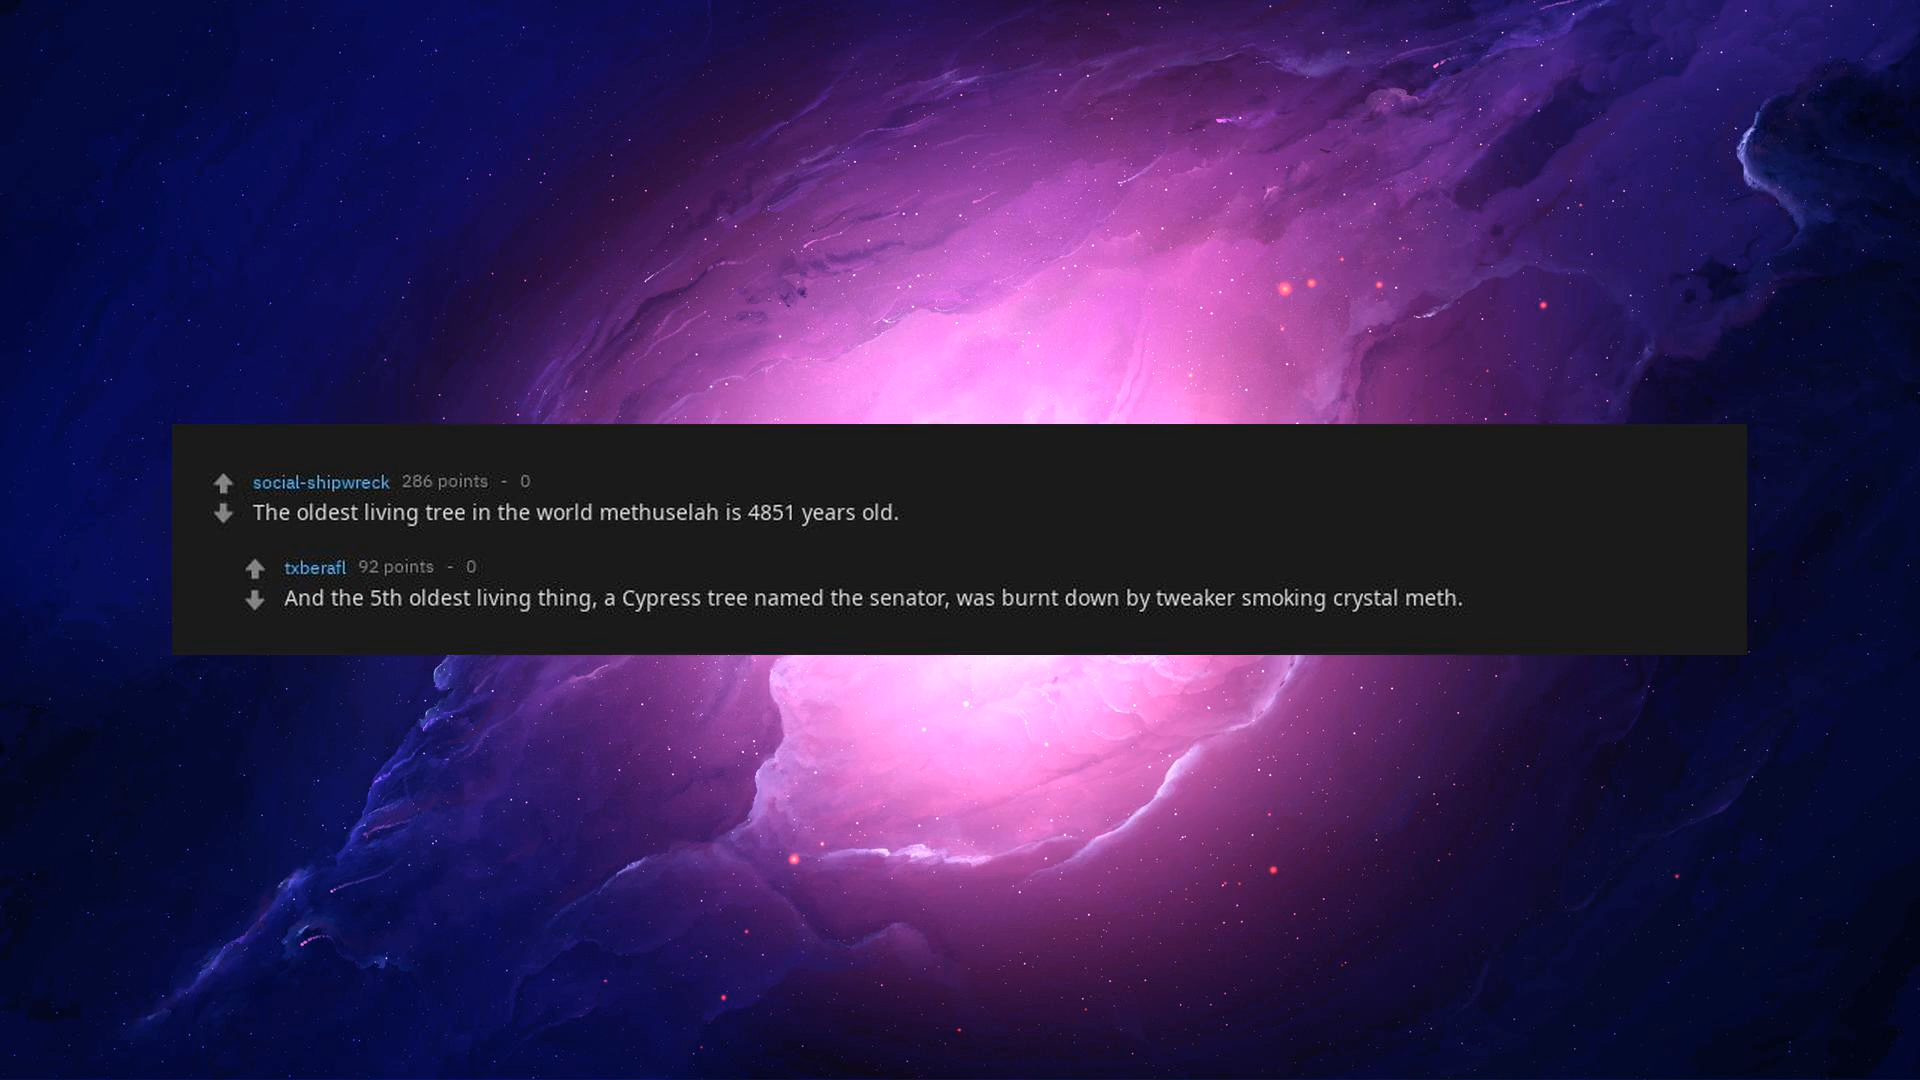 social-shipwreck 286 points - 0
The oldest living tree in the world methuselah is 4851 years old.
txberafl 92 points - 0
And the 5th oldest living thing, a Cypress tree named the senator, was burnt down by tweaker smoking crystal meth.